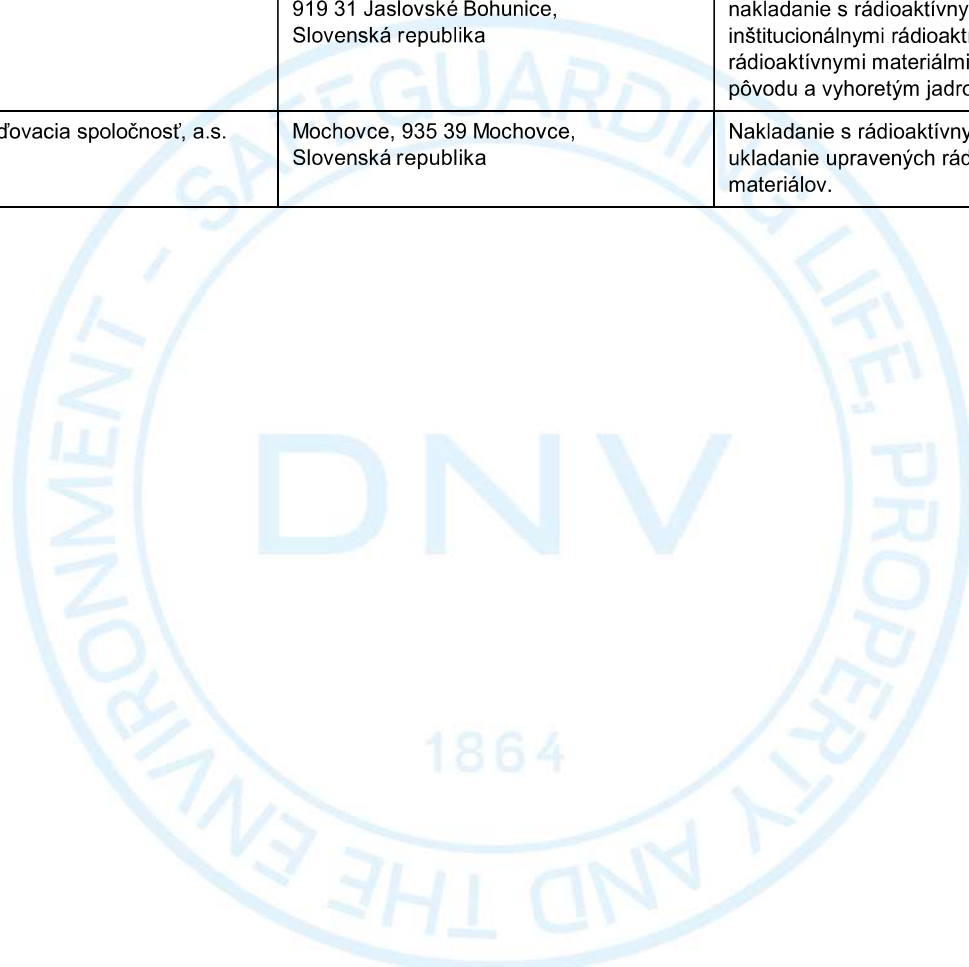 919 31 Jaslovské Bohunice,
Slovenská republika
nakladanie s rádioaktívny
inštitucionálnymi rádioakt
rádioaktívnymi materiálmi
pôvodu a vyhoretým jadro
ďovacia spoločnosť, a.s.
Mochovce, 935 39 Mochovce,
Slovenská republika
Nakladanie s rádioaktívny
ukladanie upravených rád
materiálov.
SAFEGUARDING LIFE, PROPERTY AND THE ENVIRONMENT -
DNV
1864